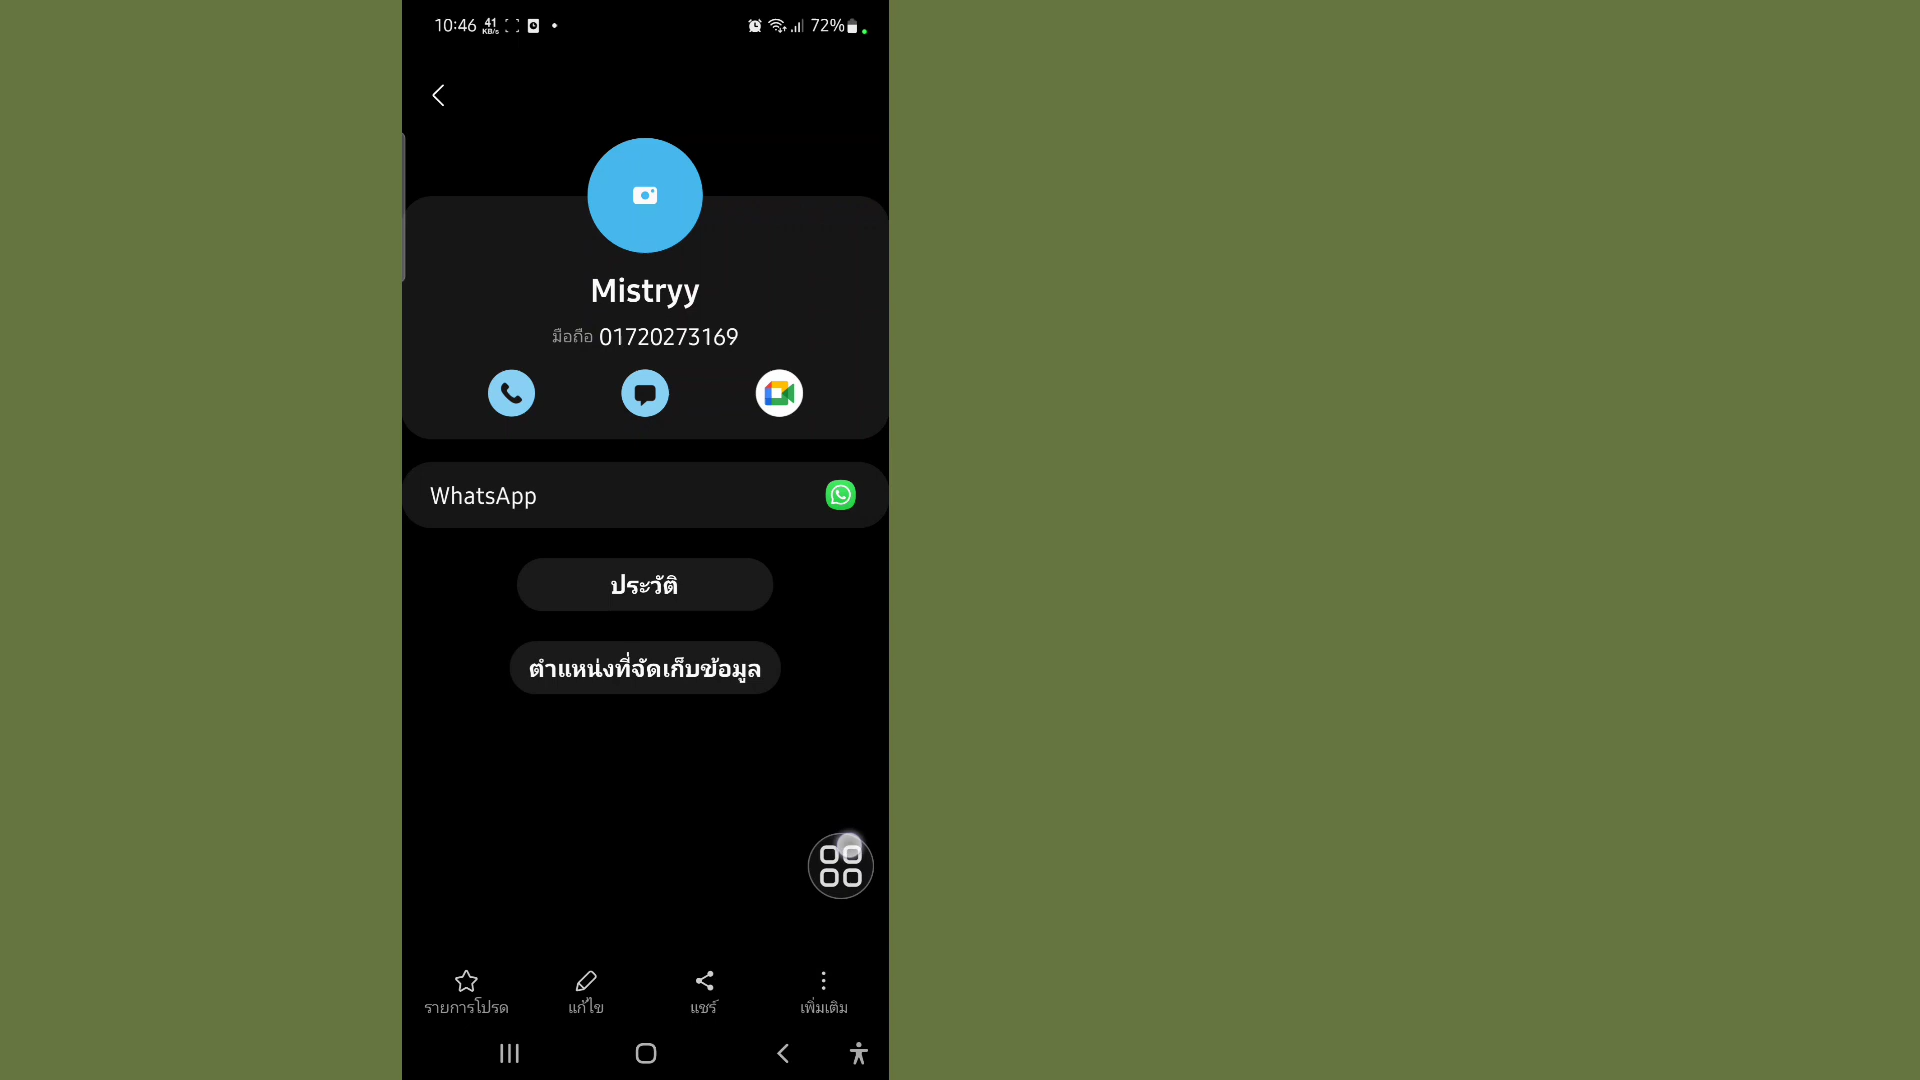 10:46 41 KB/s 72%
Mistryy
มือถือ 01720273169
WhatsApp
ประวัติ
ตำแหน่งที่จัดเก็บข้อมูล
รายการโปรด แก้ไข แชร์ เพิ่มเติม